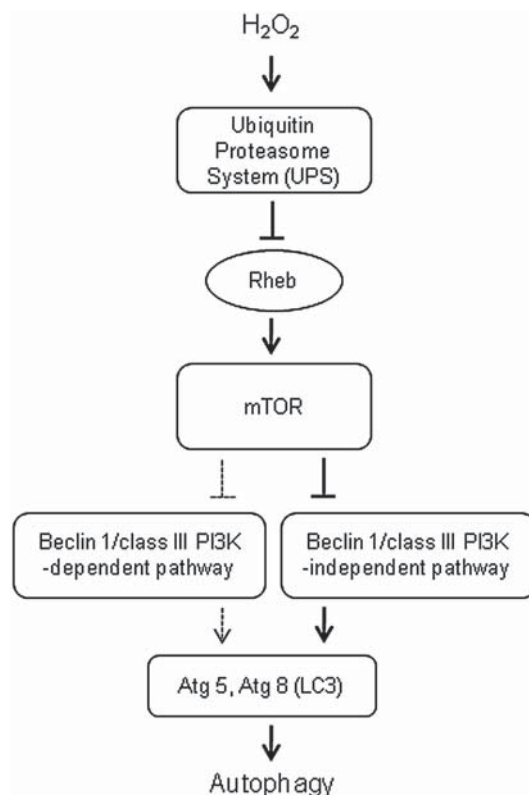 H₂O₂
Ubiquitin
Proteasome
System (UPS)
Rheb
mTOR
Beclin 1/class III PI3K
-dependent pathway
Beclin 1/class III PI3K
-independent pathway
Atg 5, Atg 8 (LC3)
Autophagy